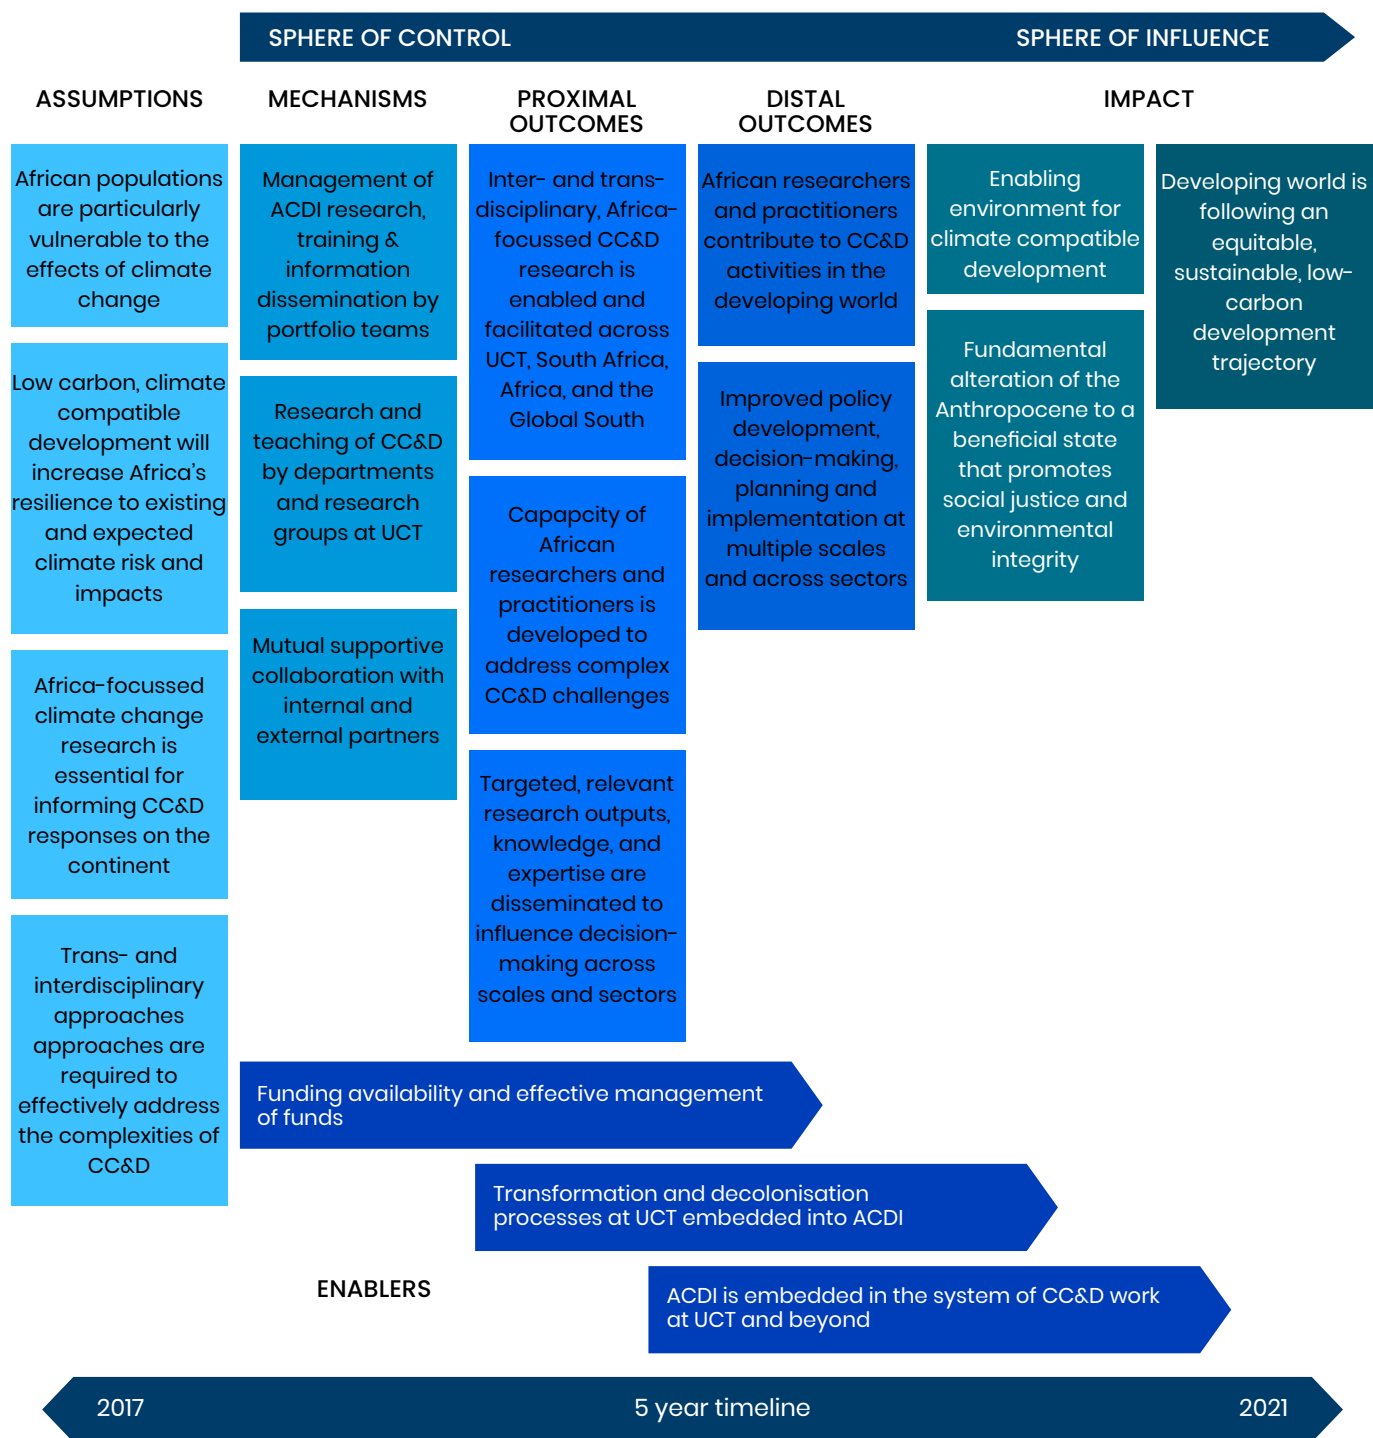 SPHERE OF CONTROL
SPHERE OF INFLUENCE
ASSUMPTIONS
MECHANISMS
PROXIMAL
OUTCOMES
DISTAL
OUTCOMES
IMPACT
African populations
are particularly
vulnerable to the
effects of climate
change
Low carbon, climate
compatible
development will
increase Africa’s
resilience to existing
and expected
climate risk and
impacts
Africa-focussed
climate change
research is
essential for
informing CC&D
responses on the
continent
Trans- and
interdisciplinary
approaches
approaches are
required to
effectively address
the complexities of
CC&D
Management of
ACDI research,
training &
information
dissemination by
portfolio teams
Research and
teaching of CC&D
by departments
and research
groups at UCT
Mutual supportive
collaboration with
internal and
external partners
Inter- and trans-
disciplinary, Africa-
focussed CC&D
research is
enabled and
facilitated across
UCT, South Africa,
Africa, and the
Global South
Capapcity of
African
researchers and
practitioners is
developed to
address complex
CC&D challenges
Targeted, relevant
research outputs,
knowledge, and
expertise are
disseminated to
influence decision-
making across
scales and sectors
African researchers
and practitioners
contribute to CC&D
activities in the
developing world
Improved policy
development,
decision-making,
planning and
implementation at
multiple scales
and across sectors
Enabling
environment for
climate compatible
development
Fundamental
alteration of the
Anthropocene to a
beneficial state
that promotes
social justice and
environmental
integrity
Developing world is
following an
equitable,
sustainable, low-
carbon
development
trajectory
Funding availability and effective management
of funds
Transformation and decolonisation
processes at UCT embedded into ACDI
ENABLERS
ACDI is embedded in the system of CC&D work
at UCT and beyond
2017
5 year timeline
2021